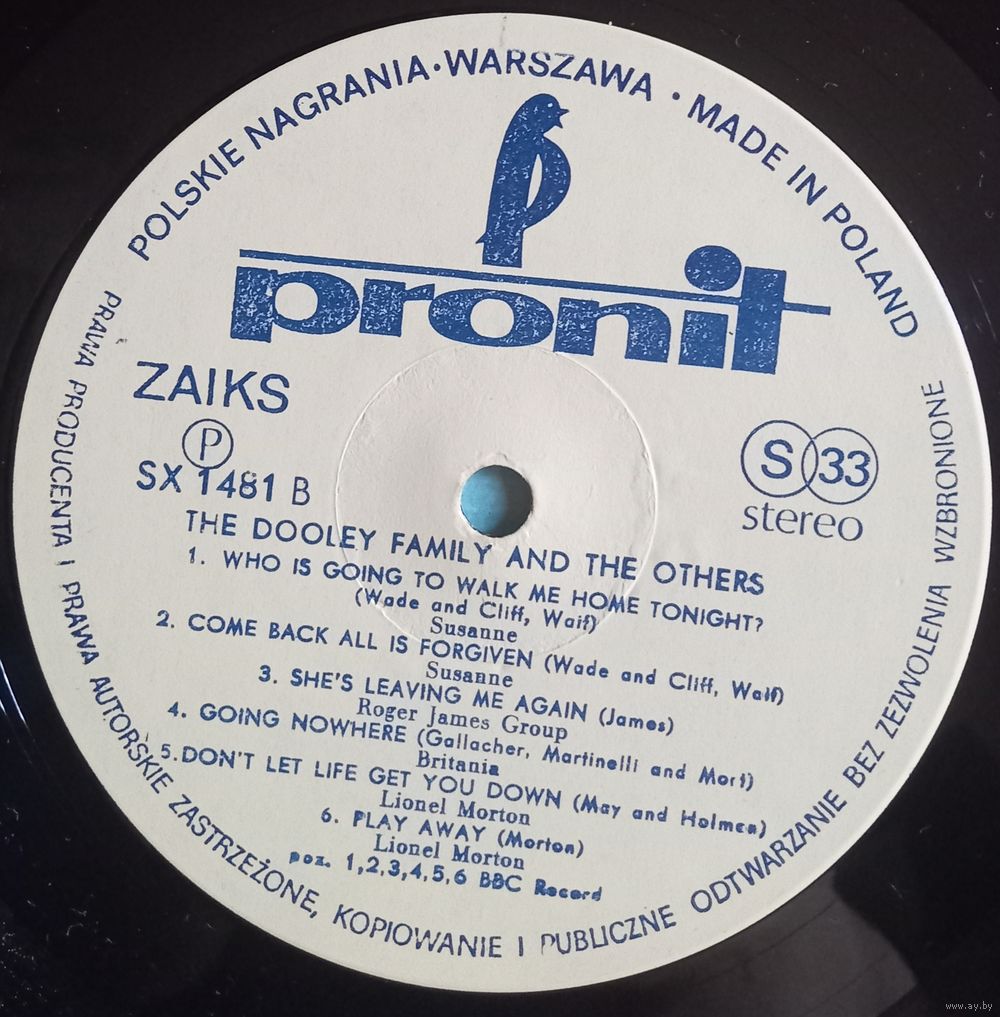 POLSKIE NAGRANIA·WARSZAWA · MADE IN POLAND
pronit
ZAIKS
P
SX 1481 B
S 33
stereo
THE DOOLEY FAMILY AND THE OTHERS
1. WHO IS GOING TO WALK ME HOME TONIGHT?
(Wade and Cliff, Waif)
Susanne
2. COME BACK ALL IS FORGIVEN (Wade and Cliff, Waif)
Susanne
3. SHE'S LEAVING ME AGAIN (James)
Roger James Group
4. GOING NOWHERE (Gallacher, Martinelli and Mort)
Britania
5. DON'T LET LIFE GET YOU DOWN (May and Holmen)
Lionel Morton
6. PLAY AWAY (Morton)
Lionel Morton
poz. 1,2,3,4,5,6 BBC Record
PRAWA PRODUCENTA I PRAWA AUTORSKIE ZASTRZEŻONE, KOPIOWANIE I PUBLICZNE ODTWARZANIE BEZ ZEZWOLENIA WZBRONIONE
www.ay.by